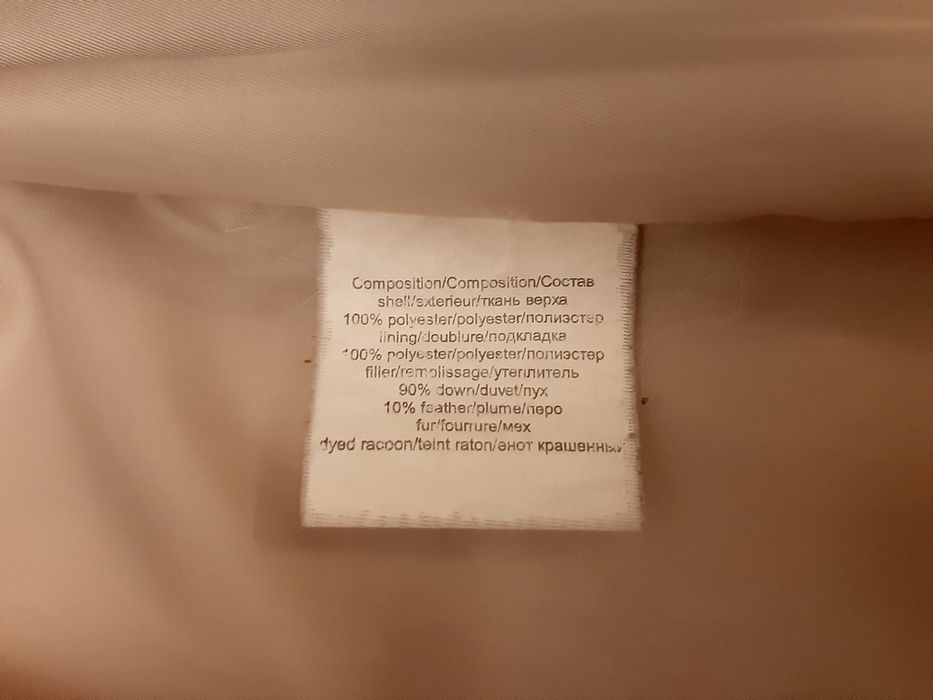 Composition/Composition/Состав
shell/exterieur/ткань верха
100% polyester/polyester/полиэстер
lining/doublure/подкладка
100% polyester/polyester/полиэстер
filler/remplissage/утеплитель
90% down/duvet/пух
10% feather/plume/перо
fur/fourrure/мех
dyed racoon/teint raton/енот крашенный